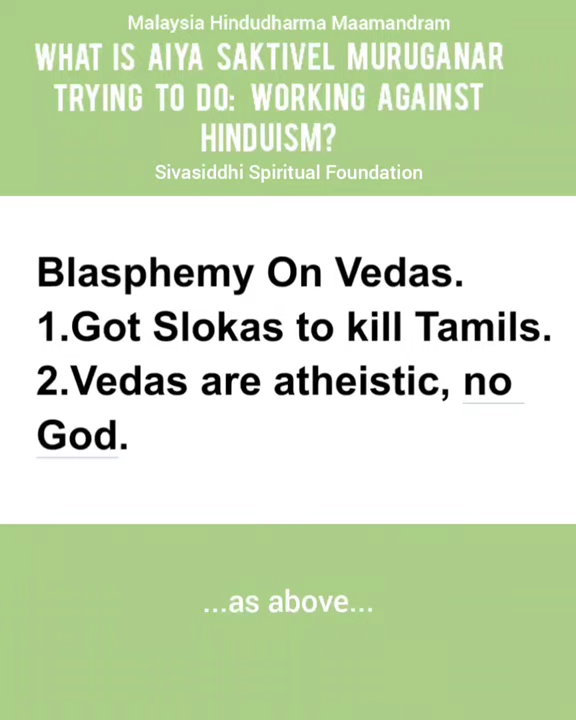 Malaysia Hindudharma Maamandram
WHAT IS AIYA SAKTIVEL MURUGANAR
TRYING TO DO: WORKING AGAINST
HINDUISM?
Sivasiddhi Spiritual Foundation
Blasphemy On Vedas.
1.Got Slokas to kill Tamils.
2.Vedas are atheistic, no
God.
...as above...